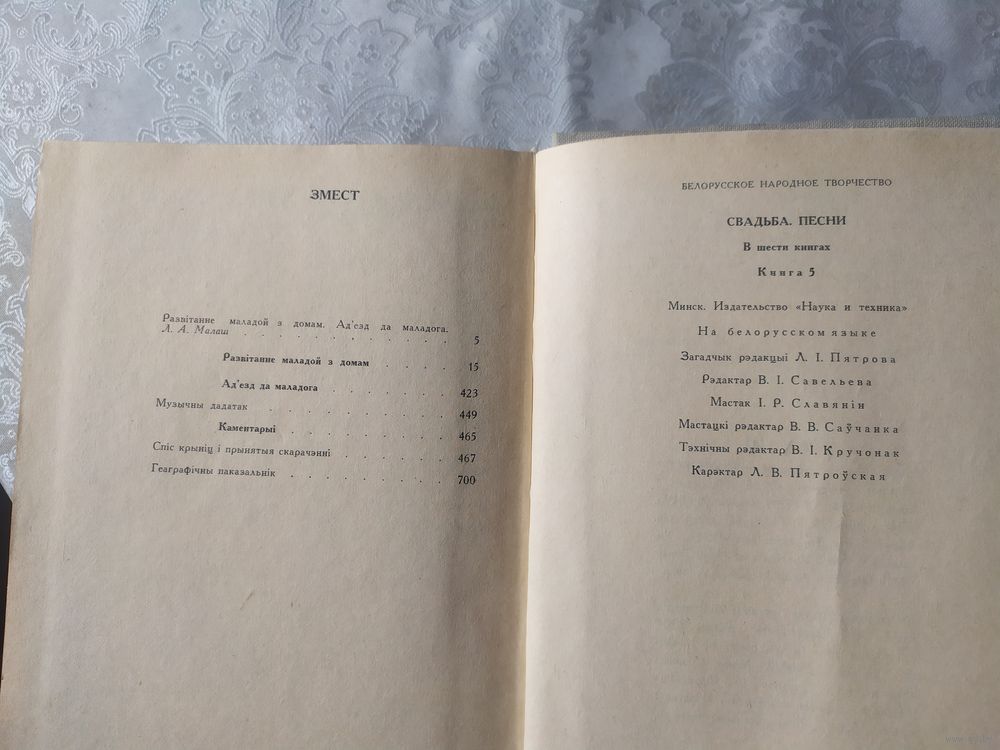 ЗМЕСТ
Развітанне маладой з домам. Ад'езд да маладога.
Л. А. Малаш . . . . . . . . . . . 5
Развітанне маладой з домам . . . . 15
Ад'езд да маладога . . . . . . 423
Музычны дадатак . . . . . . . . . 449
Каментарыі . . . . . . . . 465
Спіс крыніц і прынятыя скарачэнні . . . . . 467
Геаграфічны паказальнік . . . . . . . 700
БЕЛОРУССКОЕ НАРОДНОЕ ТВОРЧЕСТВО
СВАДЬБА. ПЕСНИ
В шести книгах
Книга 5
Минск. Издательство «Наука и техника»
На белорусском языке
Загадчык рэдакцыі Л. І. Пятрова
Рэдактар В. І. Савельева
Мастак І. Р. Славянін
Мастацкі рэдактар В. В. Саўчанка
Тэхнічны рэдактар В. І. Кручонак
Карэктар Л. В. Пятроўская